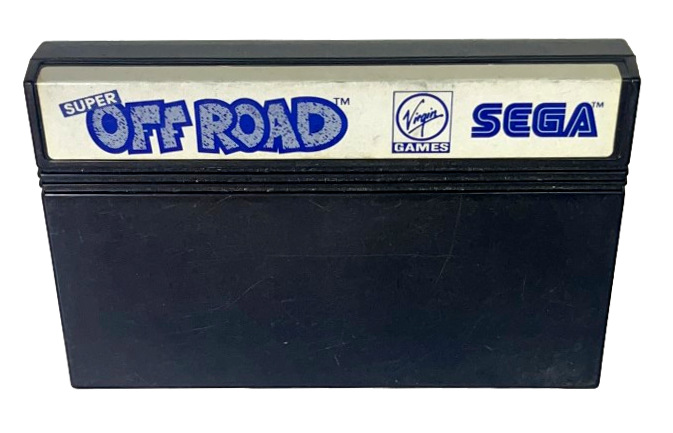 SUPER
OFF ROAD™
Virgin
GAMES
SEGA™